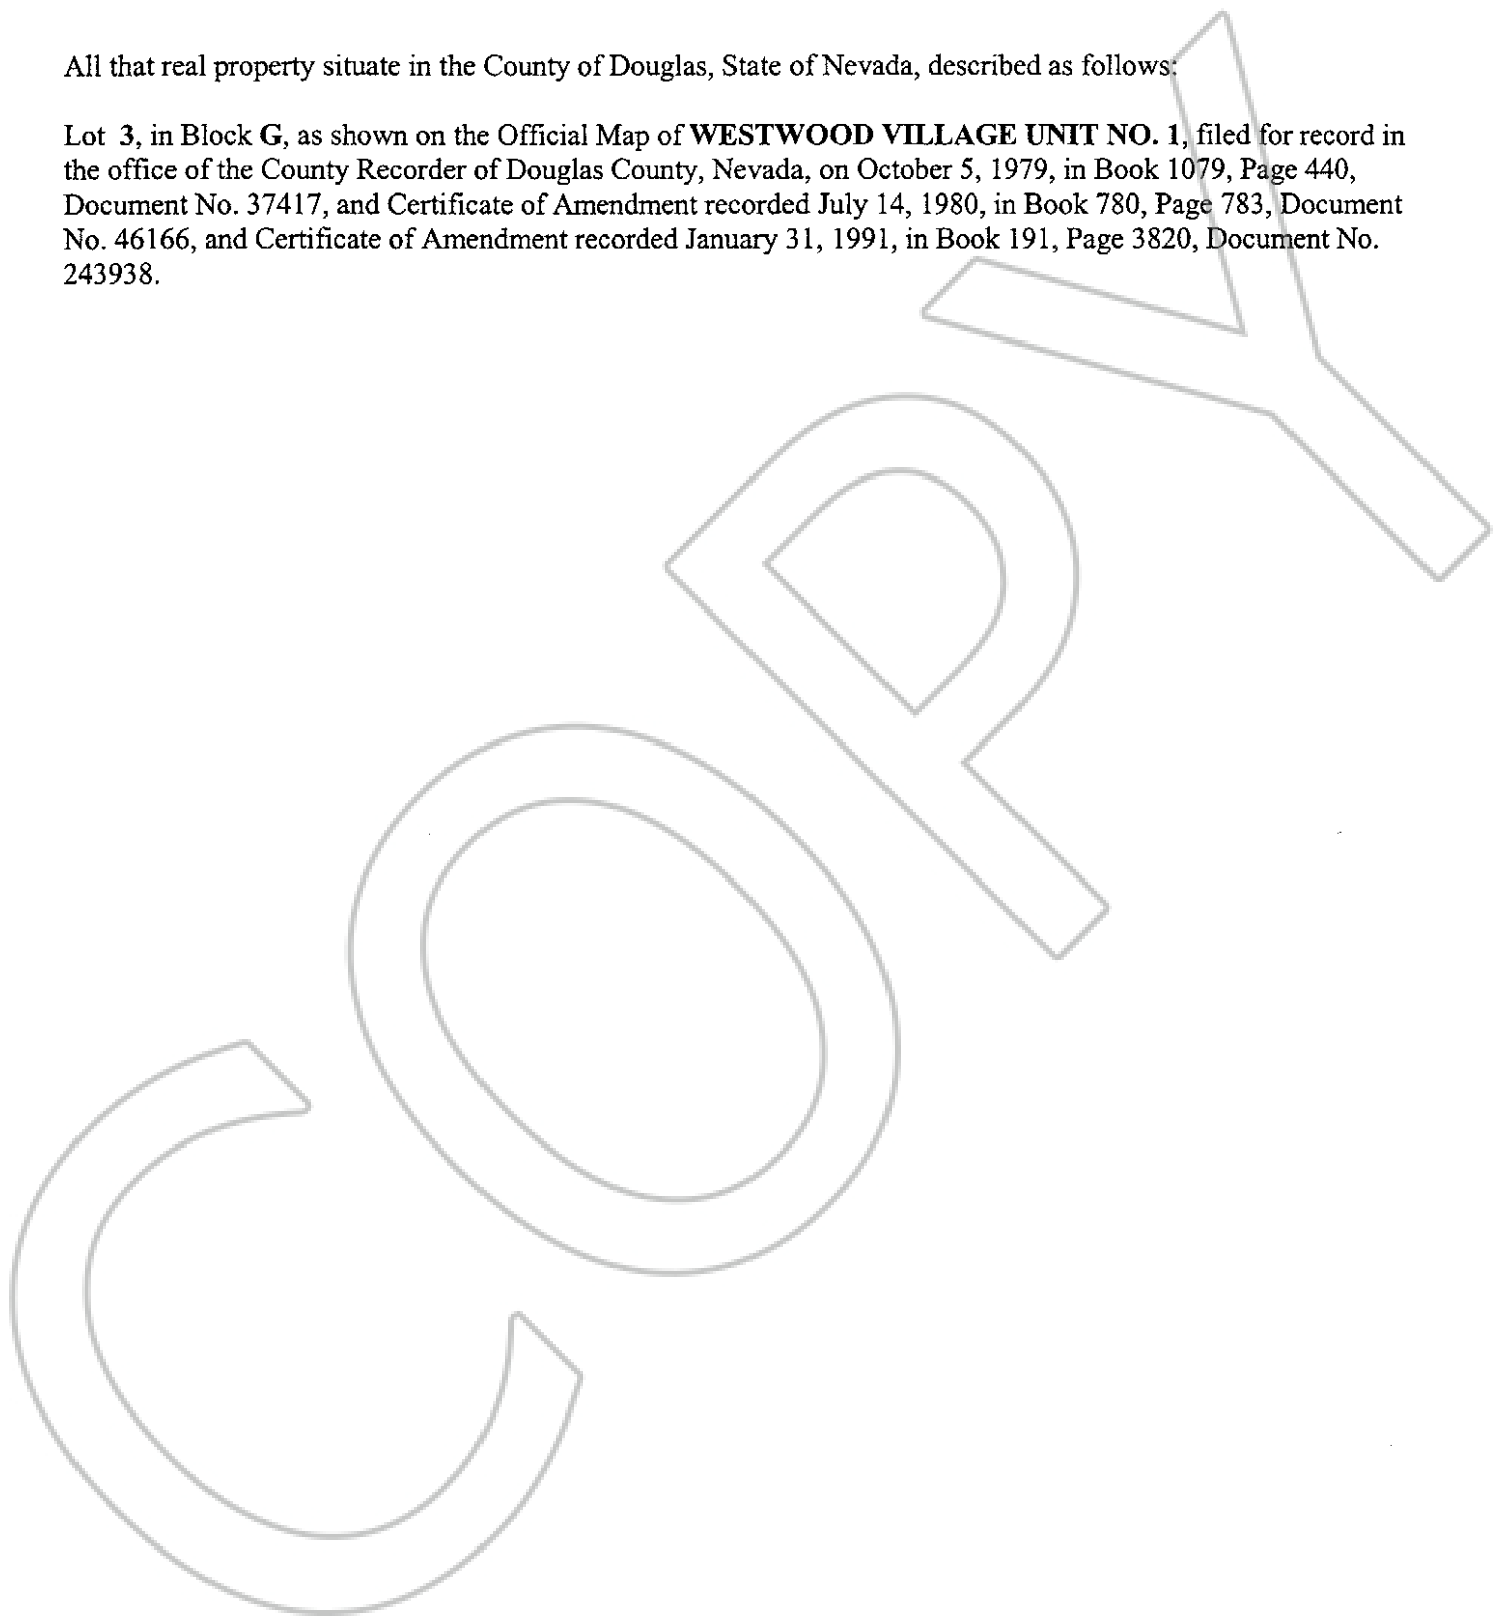 All that real property situate in the County of Douglas, State of Nevada, described as follows:
Lot 3, in Block G, as shown on the Official Map of WESTWOOD VILLAGE UNIT NO. 1, filed for record in
the office of the County Recorder of Douglas County, Nevada, on October 5, 1979, in Book 1079, Page 440,
Document No. 37417, and Certificate of Amendment recorded July 14, 1980, in Book 780, Page 783, Document
No. 46166, and Certificate of Amendment recorded January 31, 1991, in Book 191, Page 3820, Document No.
243938.
COPY